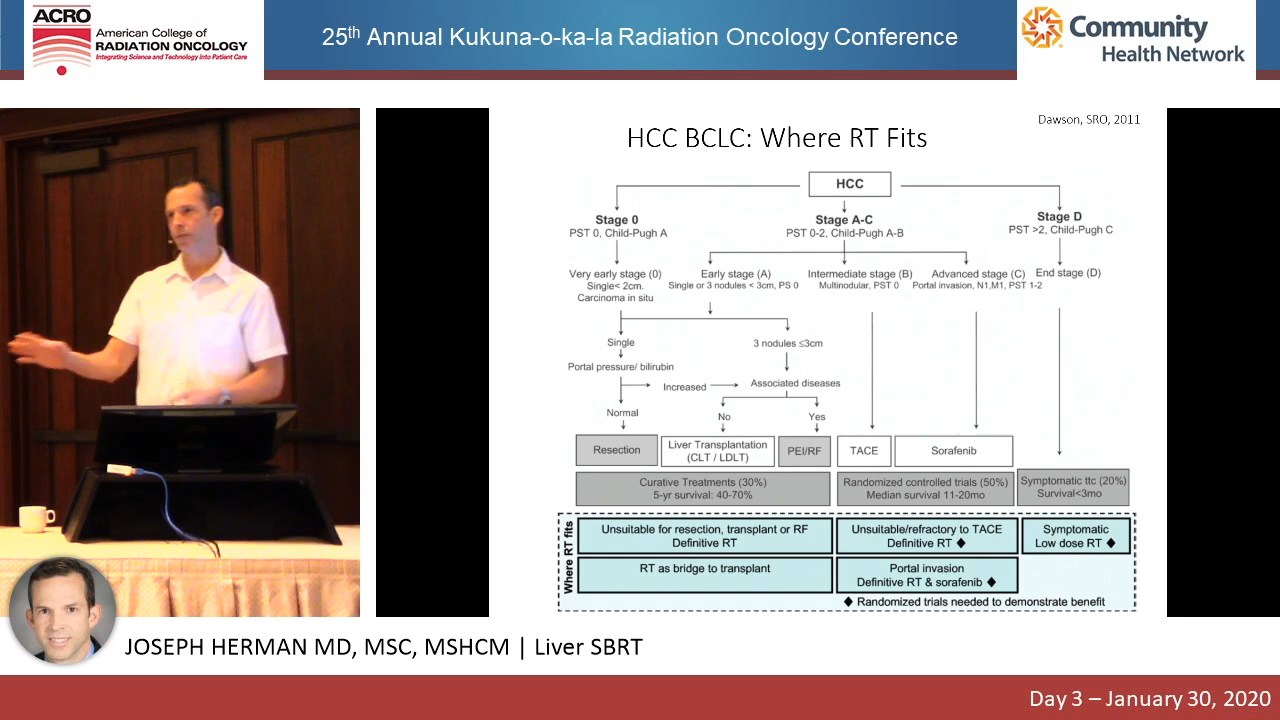 ACRO
American College of
RADIATION ONCOLOGY
Integrating Science and Technology Into Patient Care
25th Annual Kukuna-o-ka-la Radiation Oncology Conference
Community
Health Network
Dawson, SRO, 2011
HCC BCLC: Where RT Fits
HCC
Stage 0
PST 0, Child-Pugh A
Stage A-C
PST 0-2, Child-Pugh A-B
Stage D
PST >2, Child-Pugh C
Very early stage (0)
Single< 2cm.
Carcinoma in situ
Early stage (A)
Single or 3 nodules < 3cm, PS 0
Intermediate stage (B)
Multinodular, PST 0
Advanced stage (C)
Portal invasion, N1,M1, PST 1-2
End stage (D)
Single
3 nodules ≤3cm
Portal pressure/ bilirubin
Increased
Associated diseases
Normal
No
Yes
Resection
Liver Transplantation
(CLT / LDLT)
PEI/RF
TACE
Sorafenib
Curative Treatments (30%)
5-yr survival: 40-70%
Randomized controlled trials (50%)
Median survival 11-20mo
Symptomatic ttc (20%)
Survival<3mo
Where RT fits
Unsuitable for resection, transplant or RF
Definitive RT
Unsuitable/refractory to TACE
Definitive RT ◆
Symptomatic
Low dose RT ◆
RT as bridge to transplant
Portal invasion
Definitive RT & sorafenib ◆
◆ Randomized trials needed to demonstrate benefit
JOSEPH HERMAN MD, MSC, MSHCM | Liver SBRT
Day 3 – January 30, 2020